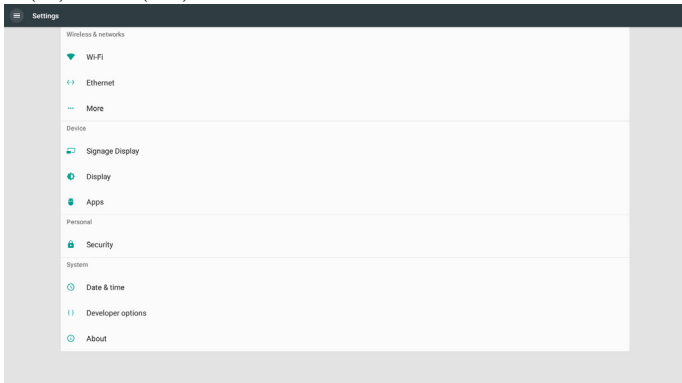 Settings
Wireless & networks
Wi-Fi
Ethernet
More
Device
Signage Display
Display
Apps
Personal
Security
System
Date & time
Developer options
About